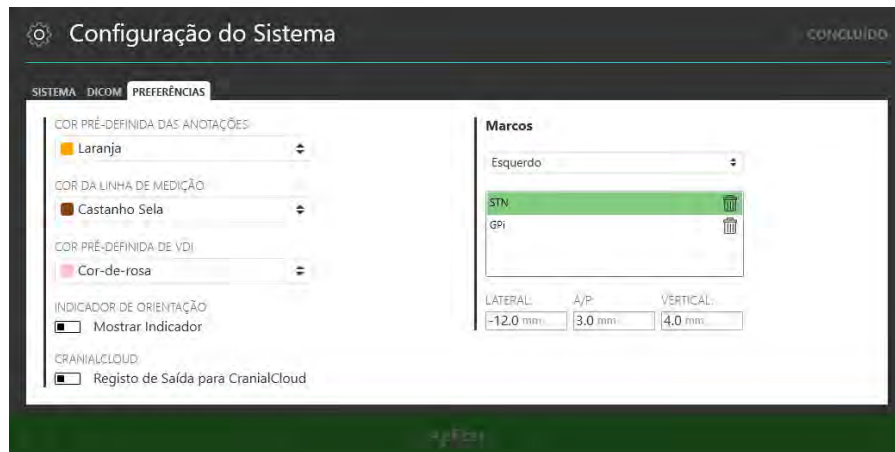 Configuração do Sistema
CONCLUÍDO
SISTEMA DICOM PREFERÊNCIAS
COR PRÉ-DEFINIDA DAS ANOTAÇÕES
Laranja
COR DA LINHA DE MEDIÇÃO
Castanho Sela
COR PRÉ-DEFINIDA DE VDI
Cor-de-rosa
INDICADOR DE ORIENTAÇÃO
Mostrar Indicador
CRANIALCLOUD
Registo de Saída para CranialCloud
Marcos
Esquerdo
STN
GPi
LATERAL: A/P: VERTICAL:
-12.0 mm 3.0 mm 4.0 mm